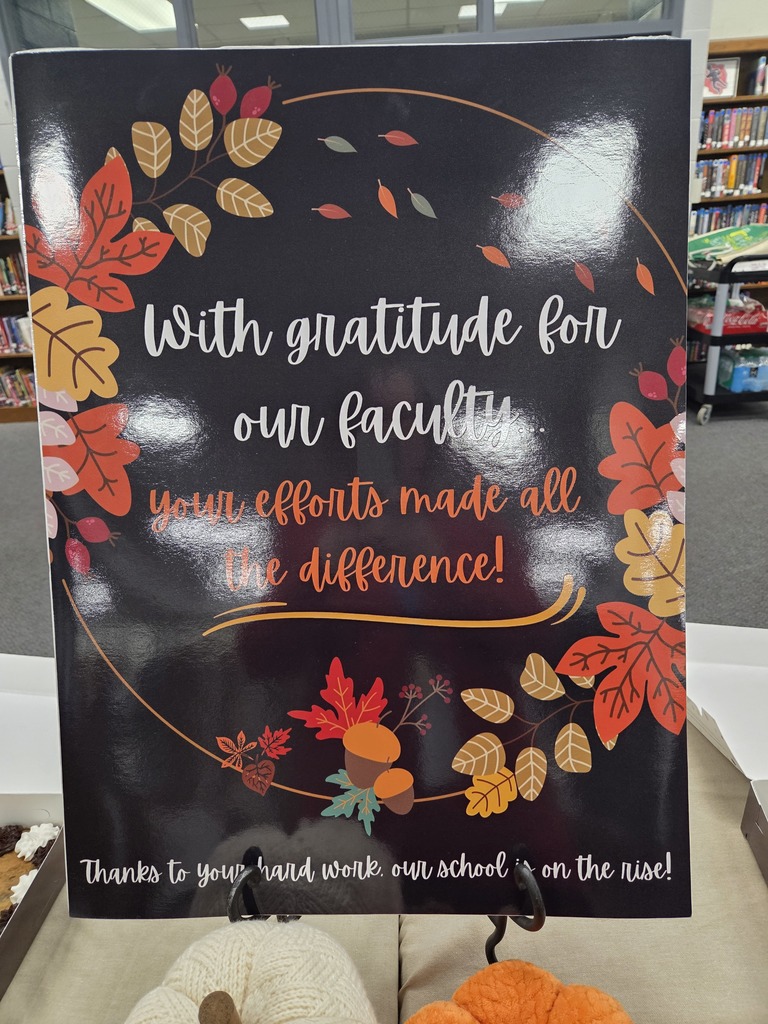 With gratitude for
our faculty...
your efforts made all
the difference!
Thanks to your hard work, our school is on the rise!